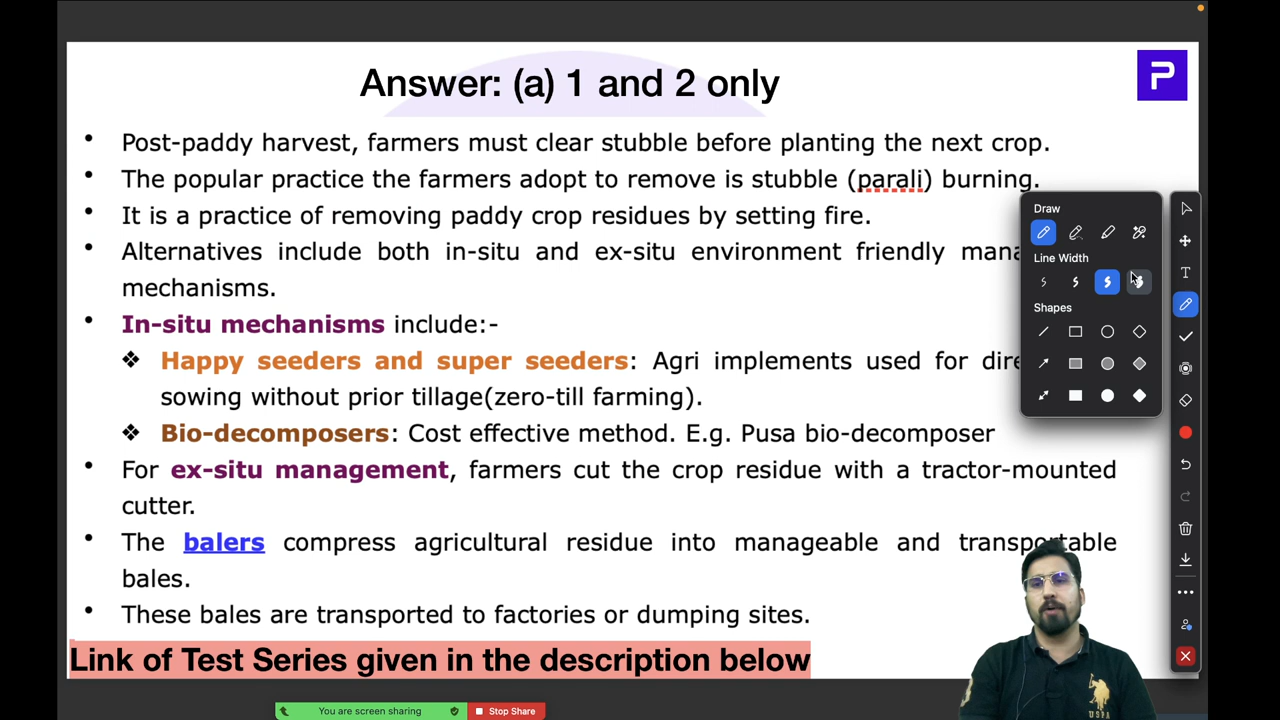 Answer: (a) 1 and 2 only
• Post-paddy harvest, farmers must clear stubble before planting the next crop.
• The popular practice the farmers adopt to remove is stubble (parali) burning.
• It is a practice of removing paddy crop residues by setting fire.
• Alternatives include both in-situ and ex-situ environment friendly
mechanisms.
• In-situ mechanisms include:-
❖ Happy seeders and super seeders: Agri implements used for
sowing without prior tillage(zero-till farming).
❖ Bio-decomposers: Cost effective method. E.g. Pusa bio-decomposer
• For ex-situ management, farmers cut the crop residue with a tractor-mounted
cutter.
• The balers compress agricultural residue into manageable and transportable
bales.
• These bales are transported to factories or dumping sites.
Link of Test Series given in the description below
Draw
Line Width
Shapes
T
You are screen sharing
Stop Share
USPA